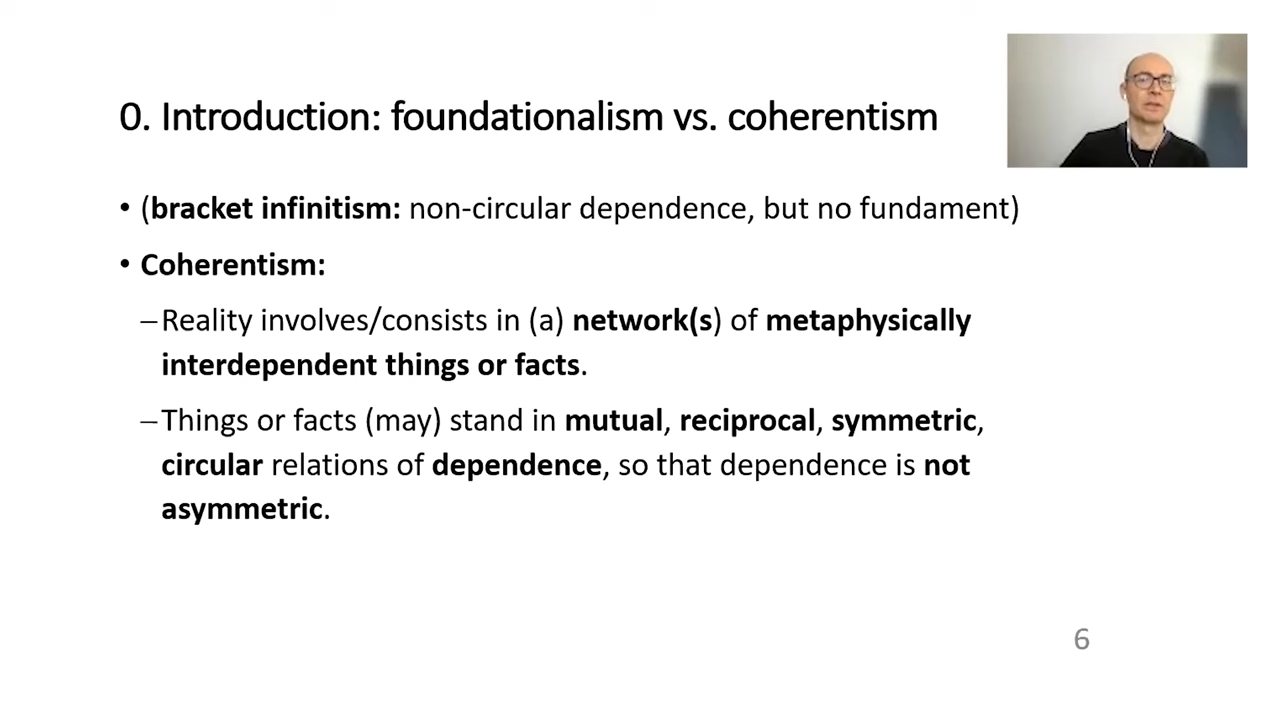 0. Introduction: foundationalism vs. coherentism
• (bracket infinitism: non-circular dependence, but no fundament)
• Coherentism:
–Reality involves/consists in (a) network(s) of metaphysically
interdependent things or facts.
–Things or facts (may) stand in mutual, reciprocal, symmetric,
circular relations of dependence, so that dependence is not
asymmetric.
6